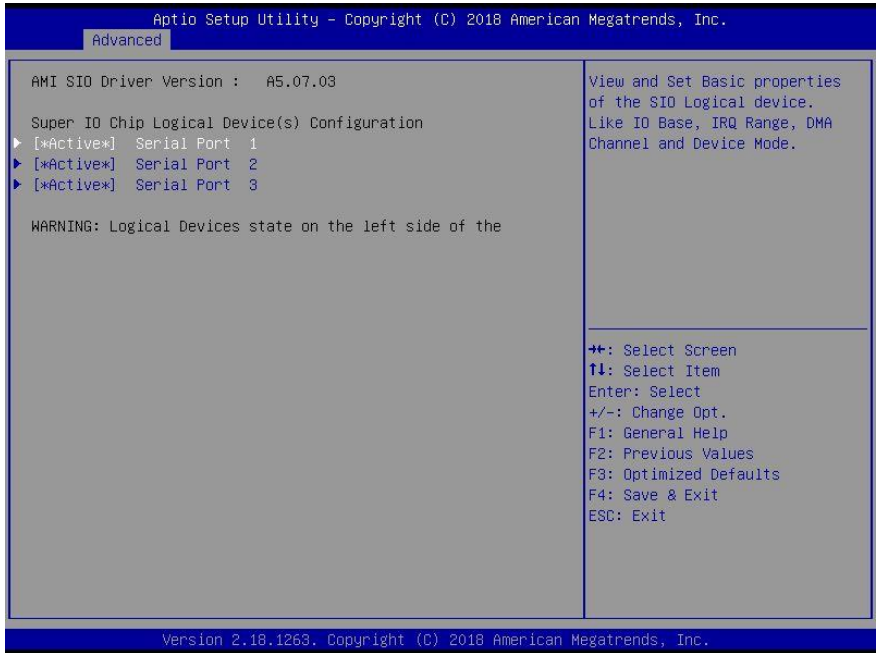 Aptio Setup Utility – Copyright (C) 2018 American Megatrends, Inc.
Advanced
AMI SIO Driver Version : A5.07.03
Super IO Chip Logical Device(s) Configuration
[*Active*] Serial Port 1
[*Active*] Serial Port 2
[*Active*] Serial Port 3
WARNING: Logical Devices state on the left side of the
View and Set Basic properties
of the SIO Logical device.
Like IO Base, IRQ Range, DMA
Channel and Device Mode.
→←: Select Screen
↑↓: Select Item
Enter: Select
+/-: Change Opt.
F1: General Help
F2: Previous Values
F3: Optimized Defaults
F4: Save & Exit
ESC: Exit
Version 2.18.1263. Copyright (C) 2018 American Megatrends, Inc.